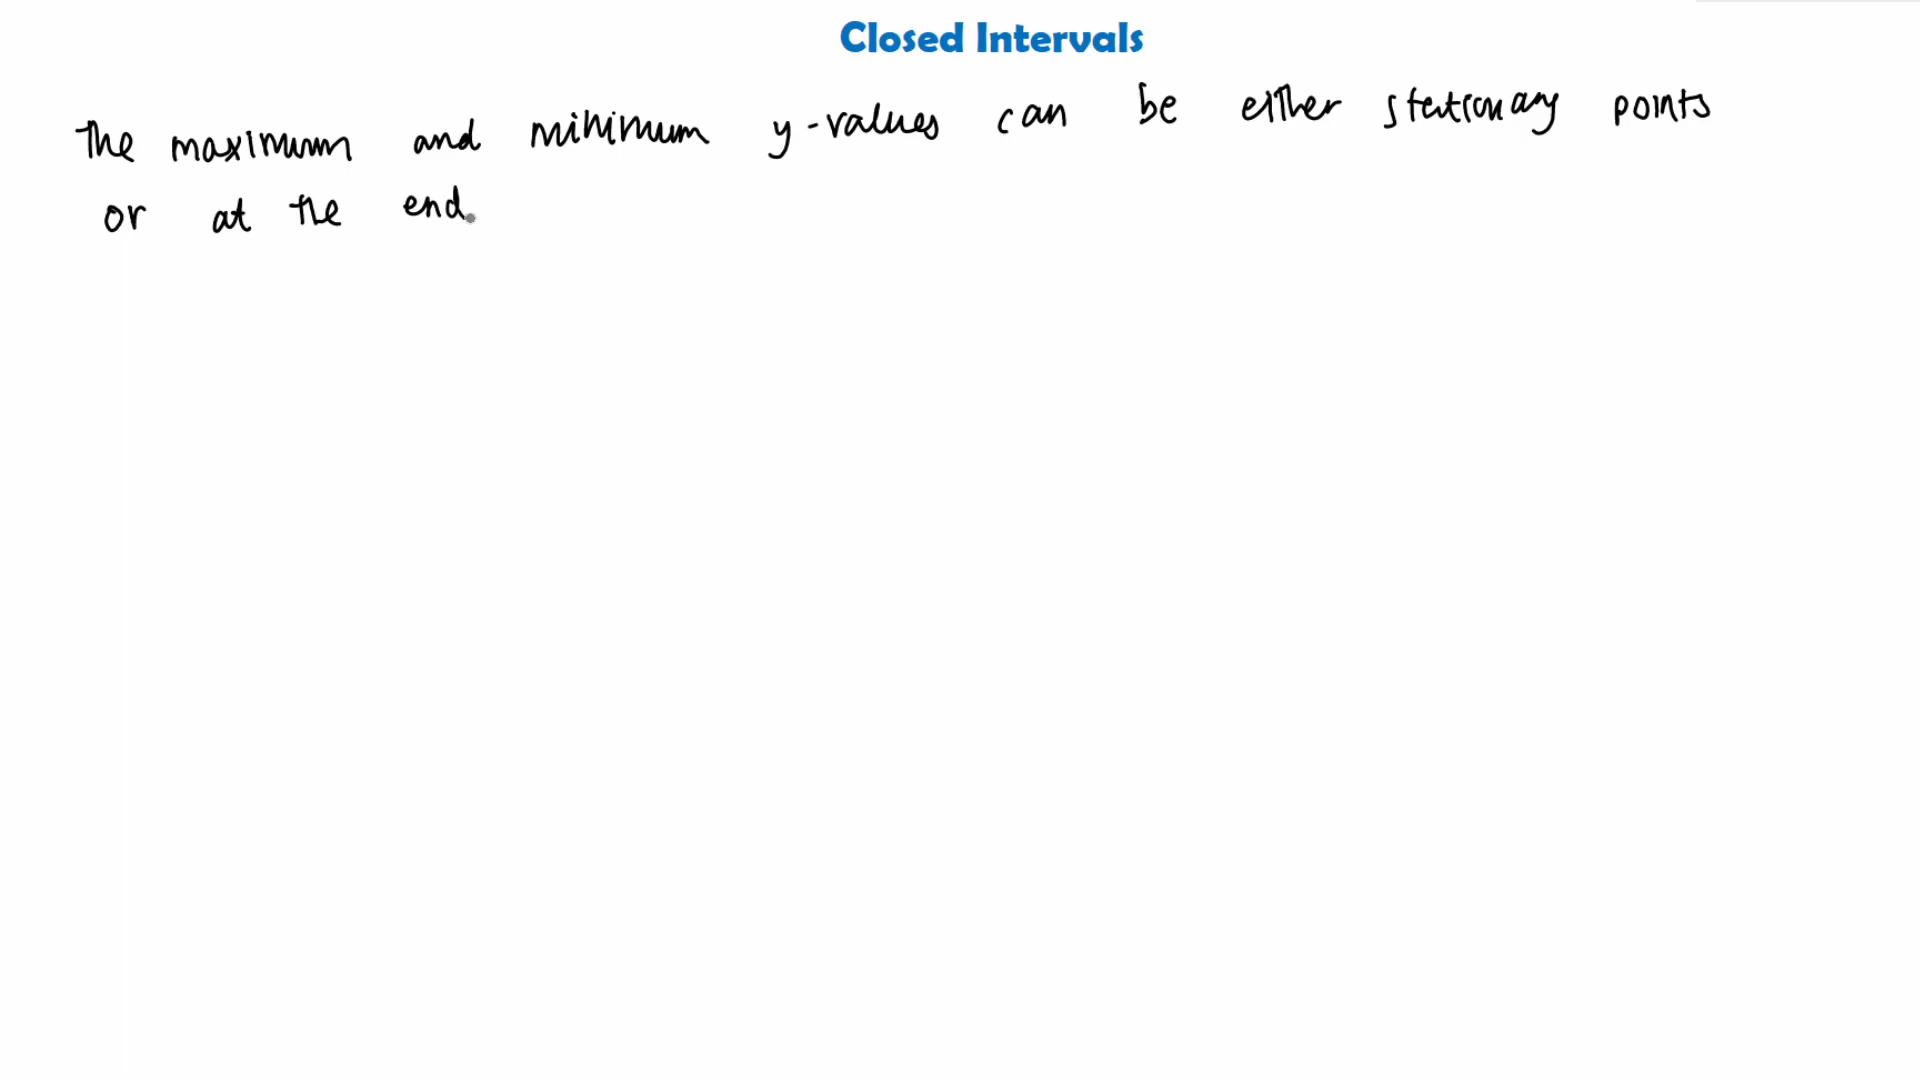 Closed Intervals
the maximum and minimum y-values can be either stationary points
or at the end